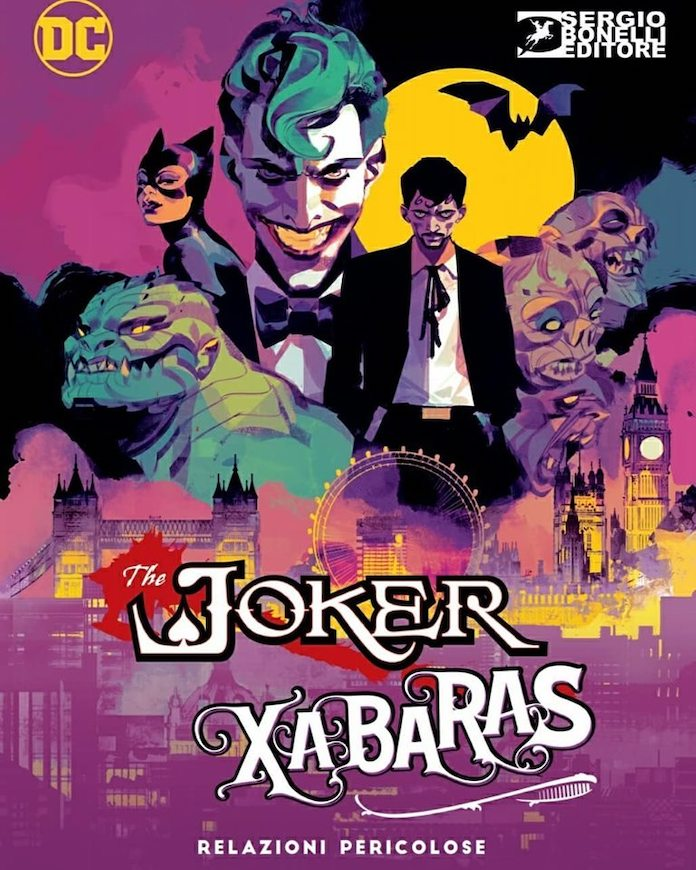 DC
SERGIO
BONELLI
EDITORE
The
JOKER
XABARAS
RELAZIONI PERICOLOSE